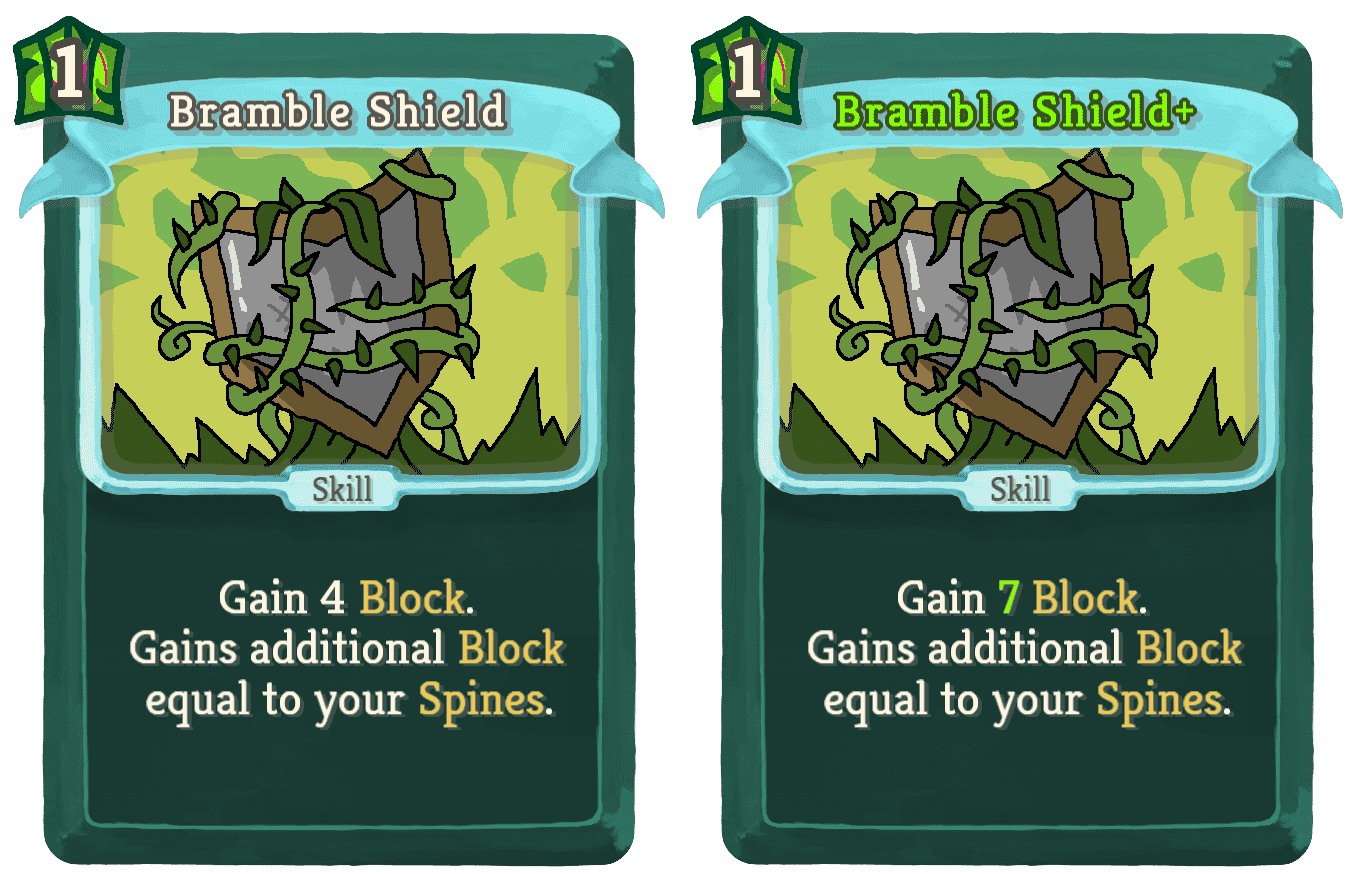 1
Bramble Shield
Skill
Gain 4 Block.
Gains additional Block
equal to your Spines.
1
Bramble Shield+
Skill
Gain 7 Block.
Gains additional Block
equal to your Spines.